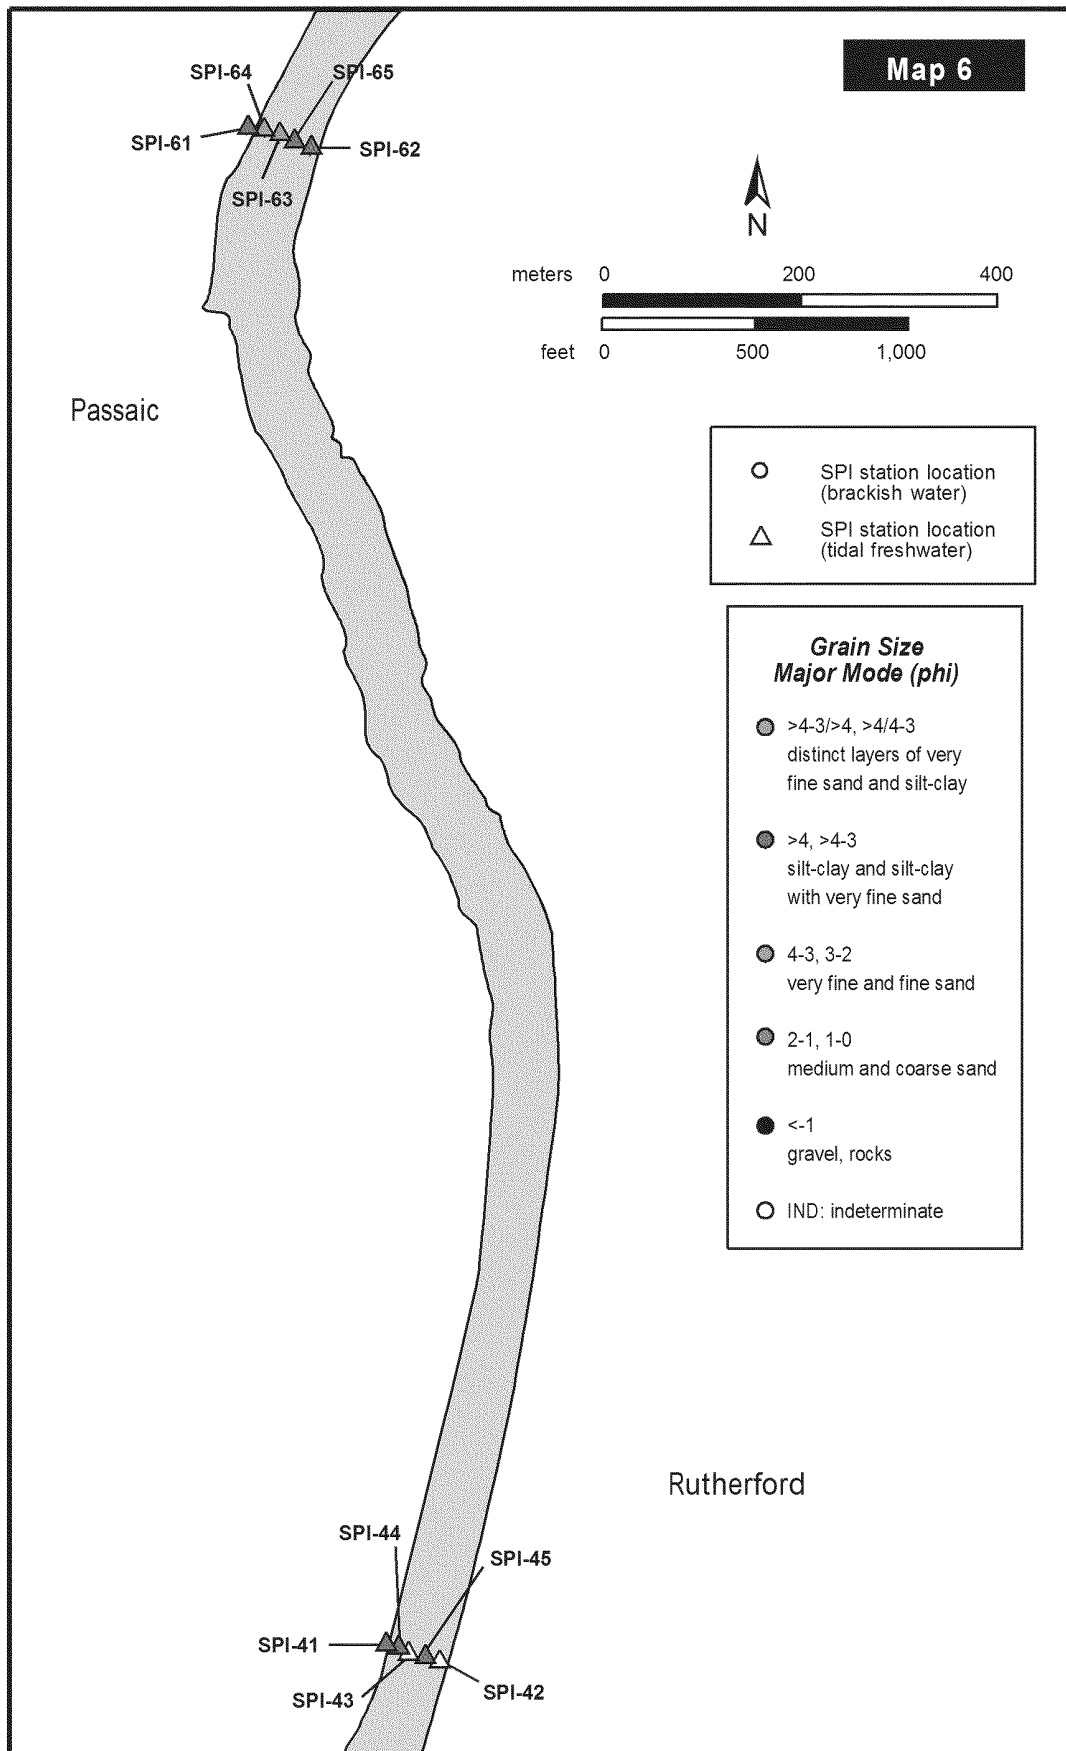 Map 6
SPI-64
SPI-65
SPI-61
SPI-62
SPI-63
N
meters 0 200 400
feet 0 500 1,000
Passaic
SPI station location
(brackish water)
SPI station location
(tidal freshwater)
Grain Size
Major Mode (phi)
>4-3/>4, >4/4-3
distinct layers of very
fine sand and silt-clay
>4, >4-3
silt-clay and silt-clay
with very fine sand
4-3, 3-2
very fine and fine sand
2-1, 1-0
medium and coarse sand
<-1
gravel, rocks
IND: indeterminate
Rutherford
SPI-44
SPI-45
SPI-41
SPI-43
SPI-42